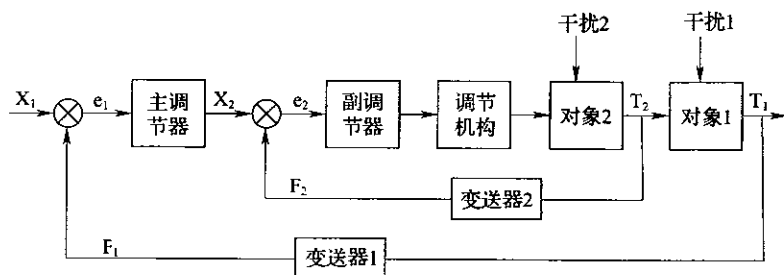 干扰2
干扰1
X₁
e₁
主调
节器
X₂
e₂
副调
节器
调节
机构
对象2
T₂
对象1
T₁
F₂
变送器2
F₁
变送器1